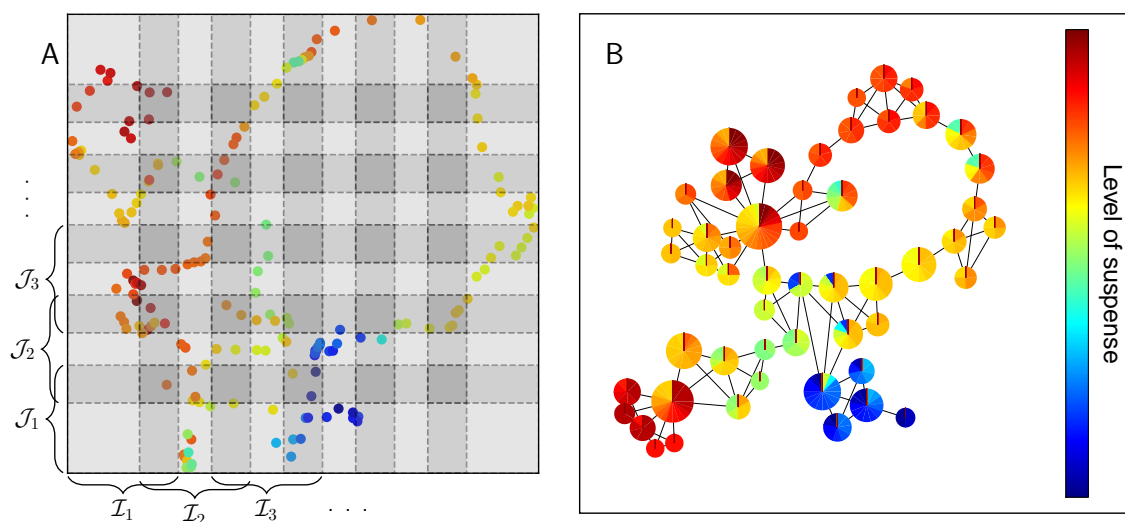 A
B
Level of suspense
...
𝒥₃
𝒥₂
𝒥₁
ℐ₁
ℐ₂
ℐ₃
. . .